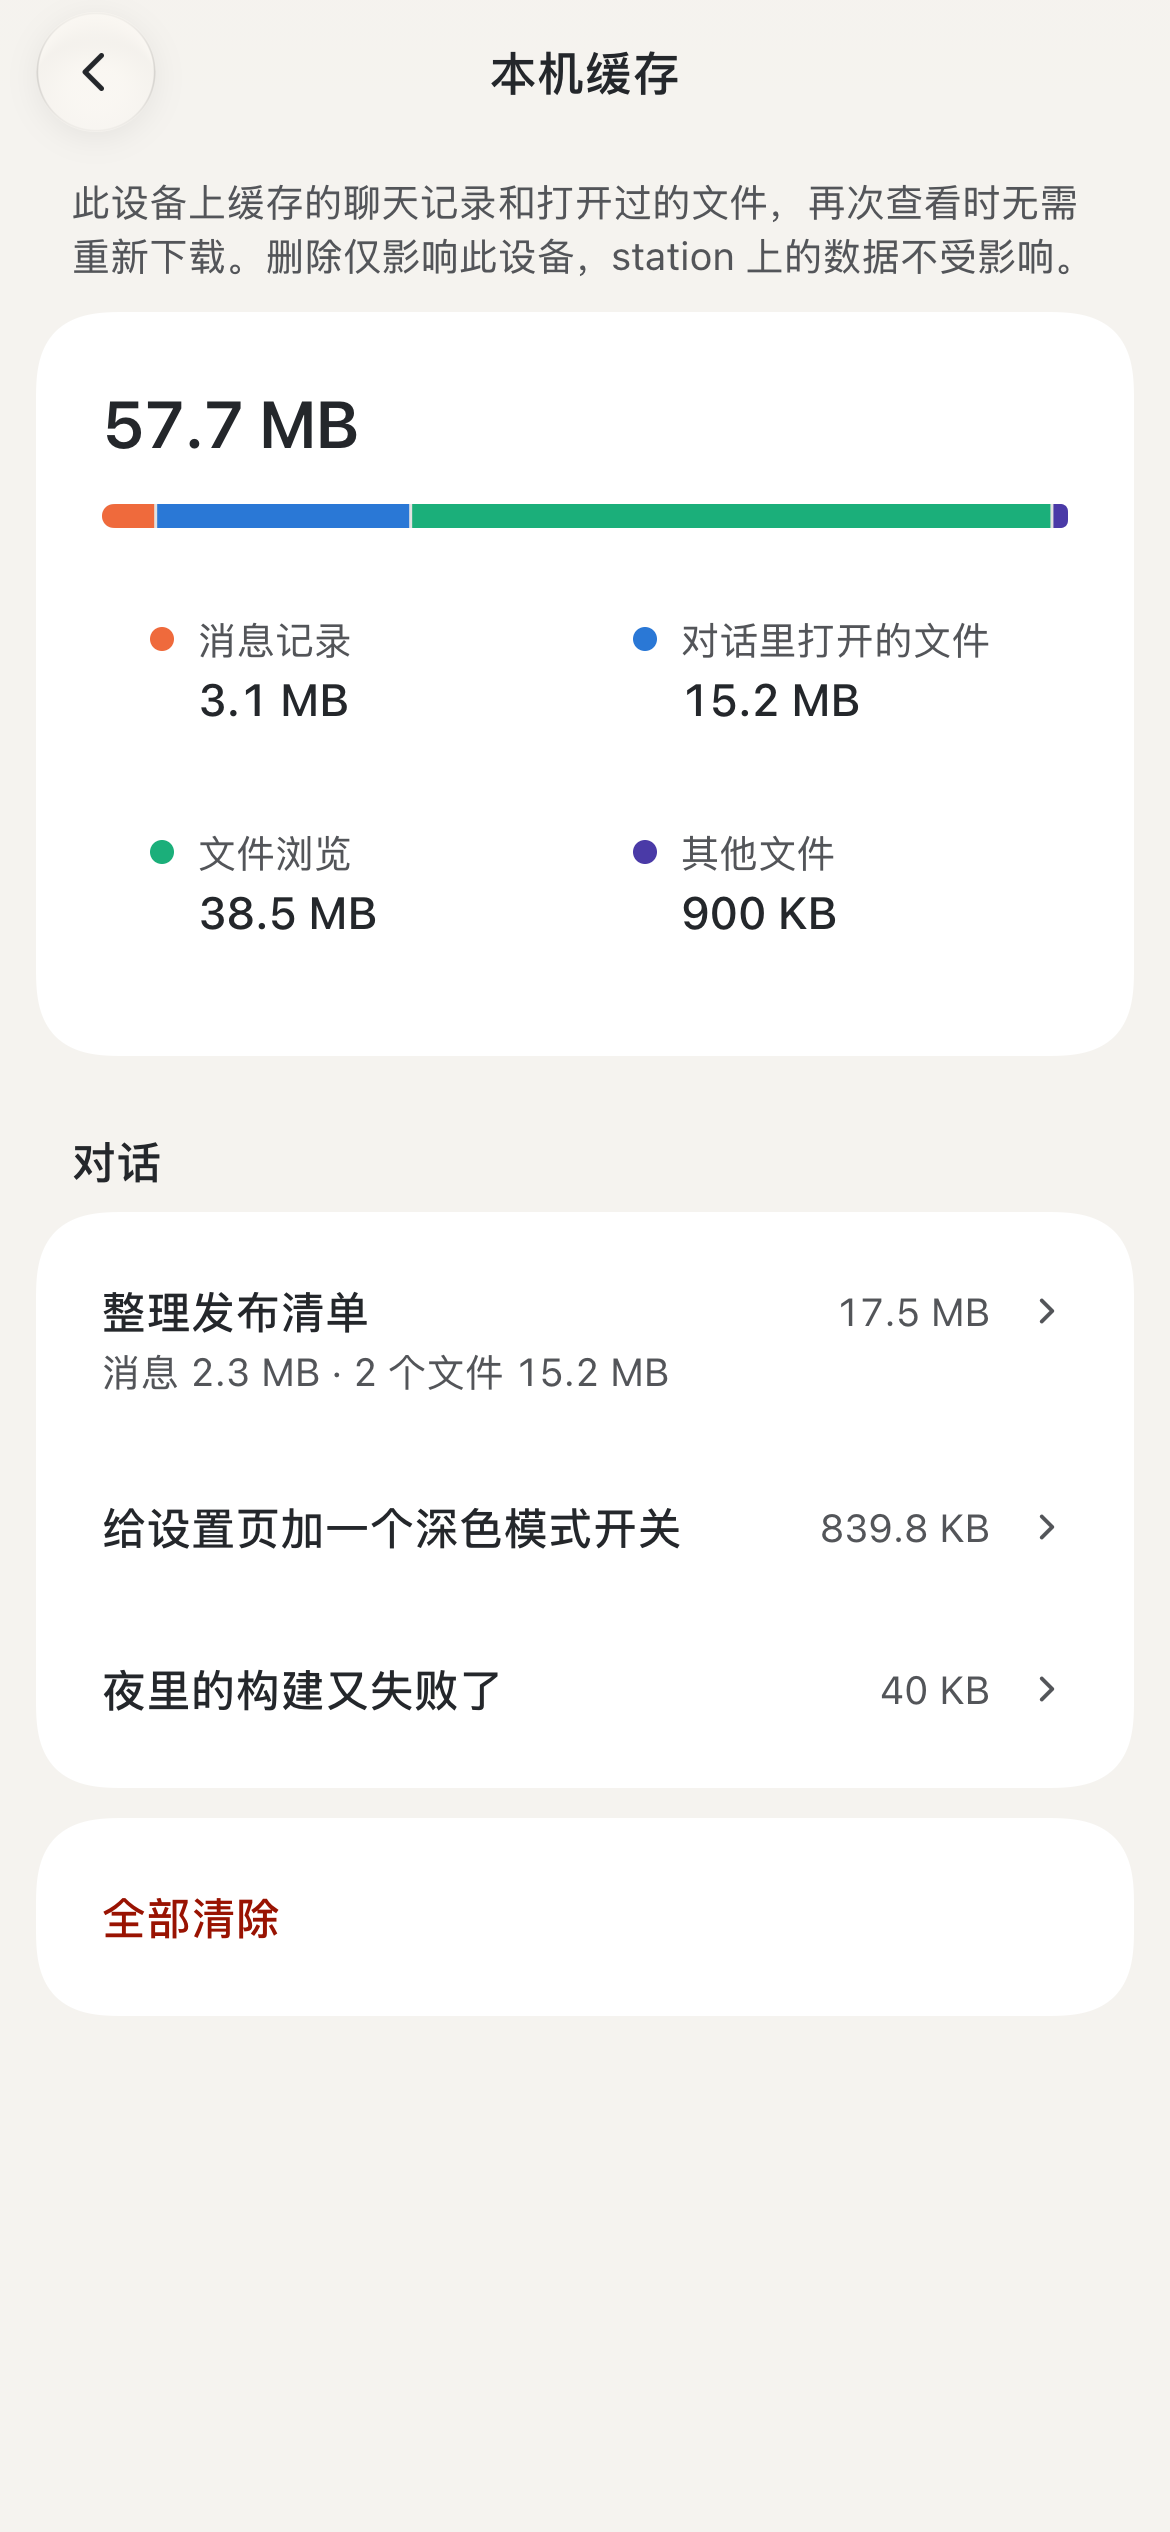 本机缓存
此设备上缓存的聊天记录和打开过的文件，再次查看时无需
重新下载。删除仅影响此设备，station 上的数据不受影响。
57.7 MB
消息记录
3.1 MB
对话里打开的文件
15.2 MB
文件浏览
38.5 MB
其他文件
900 KB
对话
整理发布清单
17.5 MB
消息 2.3 MB · 2 个文件 15.2 MB
给设置页加一个深色模式开关
839.8 KB
夜里的构建又失败了
40 KB
全部清除